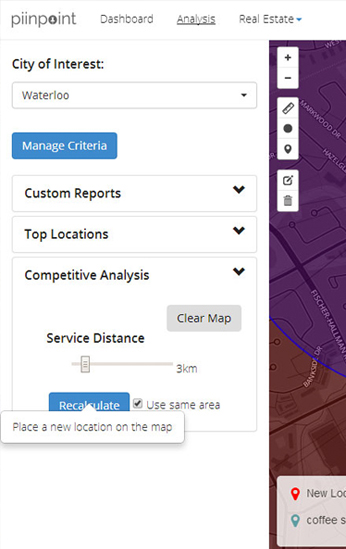 piinpoint Dashboard Analysis Real Estate
City of Interest:
Waterloo
Manage Criteria
Custom Reports
Top Locations
Competitive Analysis
Clear Map
Service Distance
3km
Recalculate Use same area
Place a new location on the map
MARKWOOD DR
FISCHER-HALLMAN
BANKSIDE DR
New Loc
coffee s